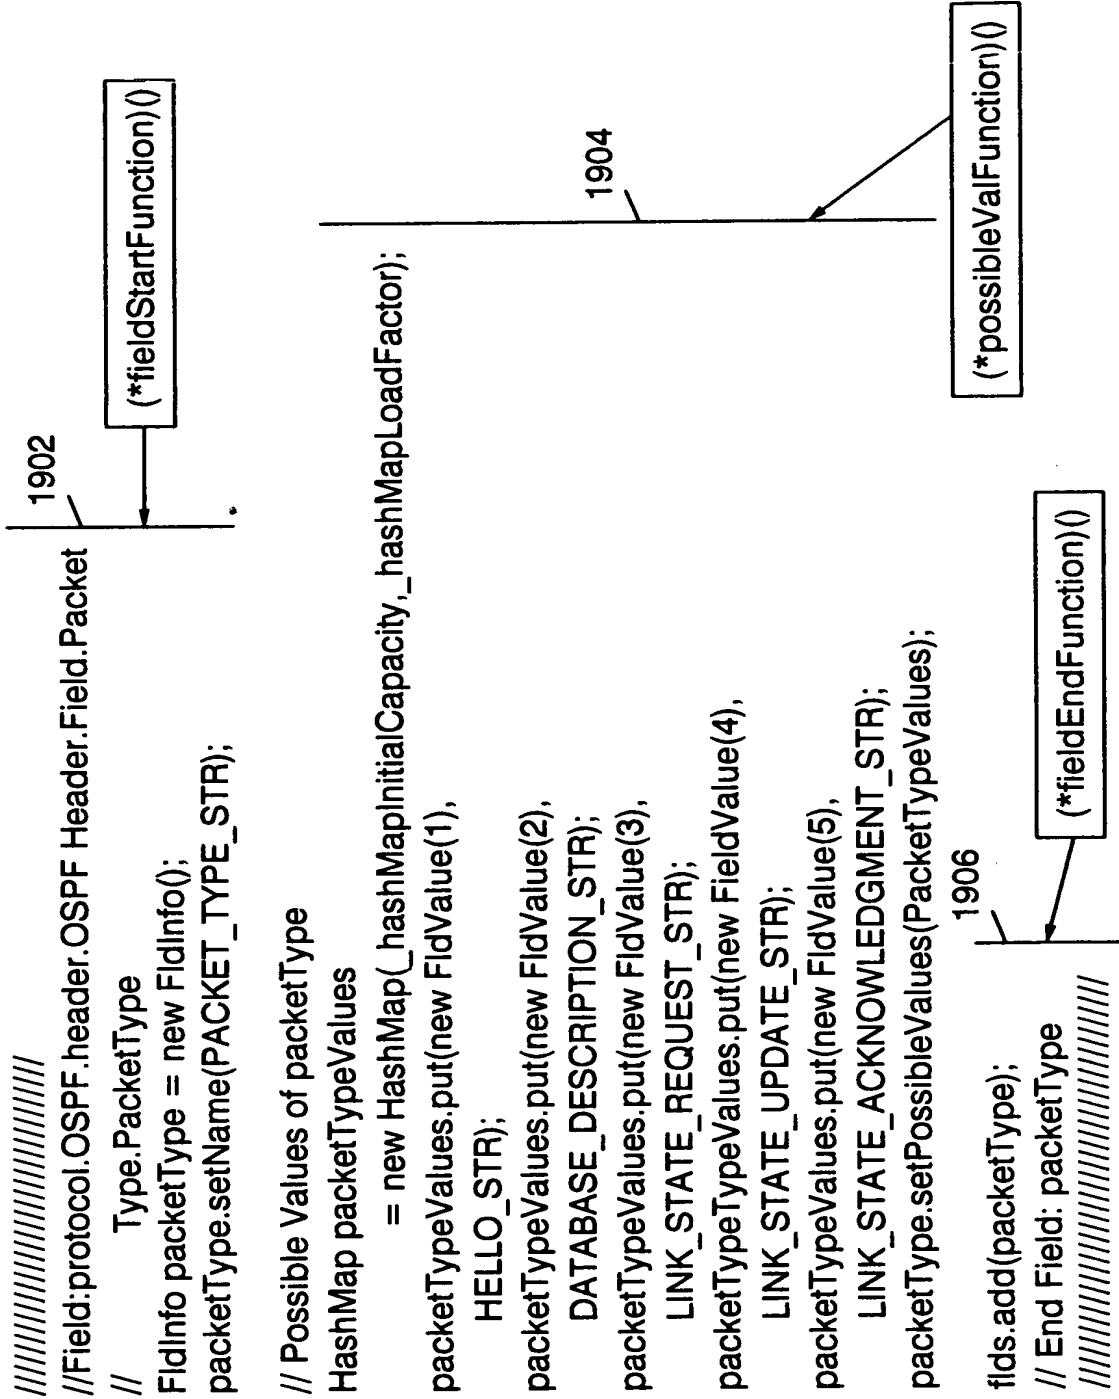 //////////////////////////////////////
//Field:protocol.OSPF.header.OSPF Header.Field.Packet
// Type.PacketType
FldInfo packetType = new FldInfo();
packetType.setName(PACKET_TYPE_STR);
1902
(*fieldStartFunction)()
// Possible Values of packetType
HashMap packetTypeValues
= new HashMap(_hashMapInitialCapacity,_hashMapLoadFactor);
packetTypeValues.put(new FldValue(1),
HELLO_STR);
packetTypeValues.put(new FldValue(2),
DATABASE_DESCRIPTION_STR);
packetTypeValues.put(new FldValue(3),
LINK_STATE_REQUEST_STR);
packetTypeTypeValues.put(new FieldValue(4),
LINK_STATE_UPDATE_STR);
packetTypeValues.put(new FldValue(5),
LINK_STATE_ACKNOWLEDGMENT_STR);
packetType.setPossibleValues(PacketTypeValues);
1904
(*possibleValFunction)()
flds.add(packetType);
// End Field: packetType
//////////////////////////////////////////////
1906
(*fieldEndFunction)()